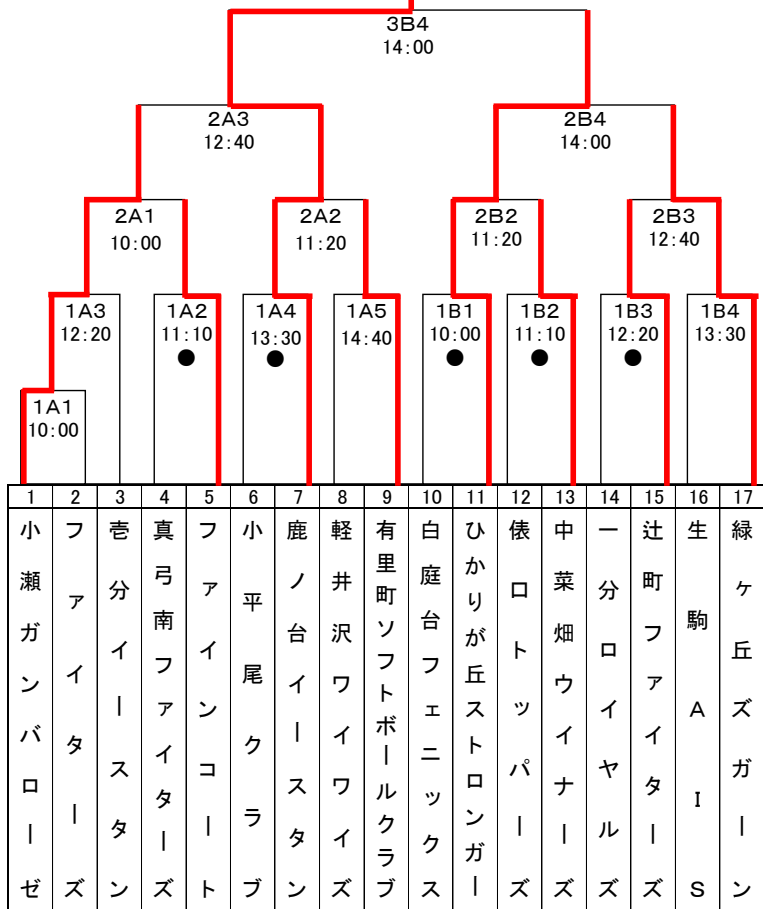 3B4
14:00
2A3
12:40
2B4
14:00
2A1
10:00
2A2
11:20
2B2
11:20
2B3
12:40
1A3
12:20
1A2
11:10
●
1A4
13:30
●
1A5
14:40
1B1
10:00
●
1B2
11:10
●
1B3
12:20
●
1B4
13:30
1A1
10:00
1 2 3 4 5 6 7 8 9 10 11 12 13 14 15 16 17
小瀬ガンバローゼ
ファイターズ
壱分イースタン
真弓南ファイターズ
ファインコート
小平尾クラブ
鹿ノ台イースタン
軽井沢ワイワイズ
有里町ソフトボールクラブ
白庭台フェニックス
ひかりが丘ストロンガー
俵口トッパーズ
中菜畑ウイナーズ
一分ロイヤルズ
辻町ファイターズ
生駒AIS
緑ヶ丘ズガーン